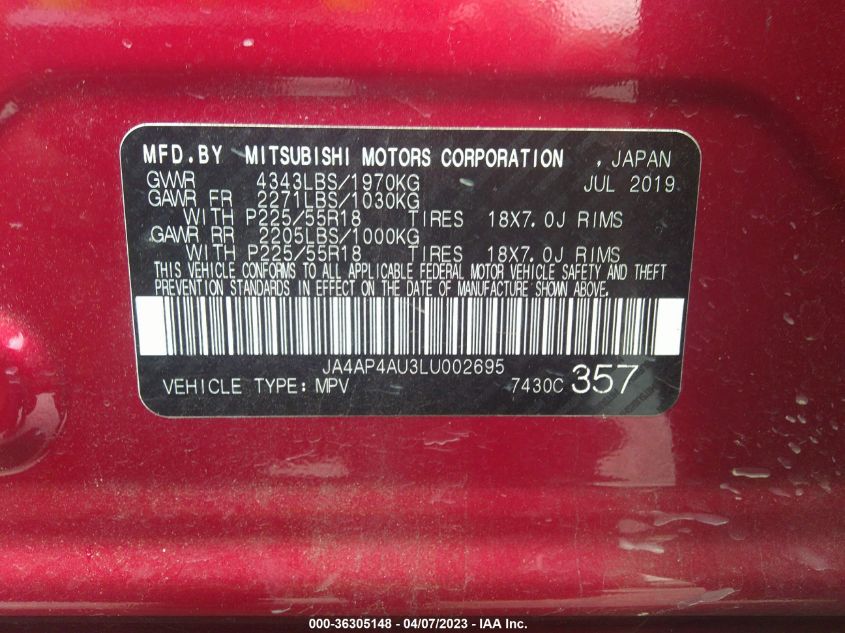 MFD.BY MITSUBISHI MOTORS CORPORATION , JAPAN
GVWR 4343LBS/1970KG JUL 2019
GAWR FR 2271LBS/1030KG
WITH P225/55R18 TIRES 18X7.0J RIMS
GAWR RR 2205LBS/1000KG
WITH P225/55R18 TIRES 18X7.0J RIMS
THIS VEHICLE CONFORMS TO ALL APPLICABLE FEDERAL MOTOR VEHICLE SAFETY AND THEFT
PREVENTION STANDARDS IN EFFECT ON THE DATE OF MANUFACTURE SHOWN ABOVE.
JA4AP4AU3LU002695
VEHICLE TYPE: MPV 7430C 357
000-36305148 - 04/07/2023 - IAA Inc.